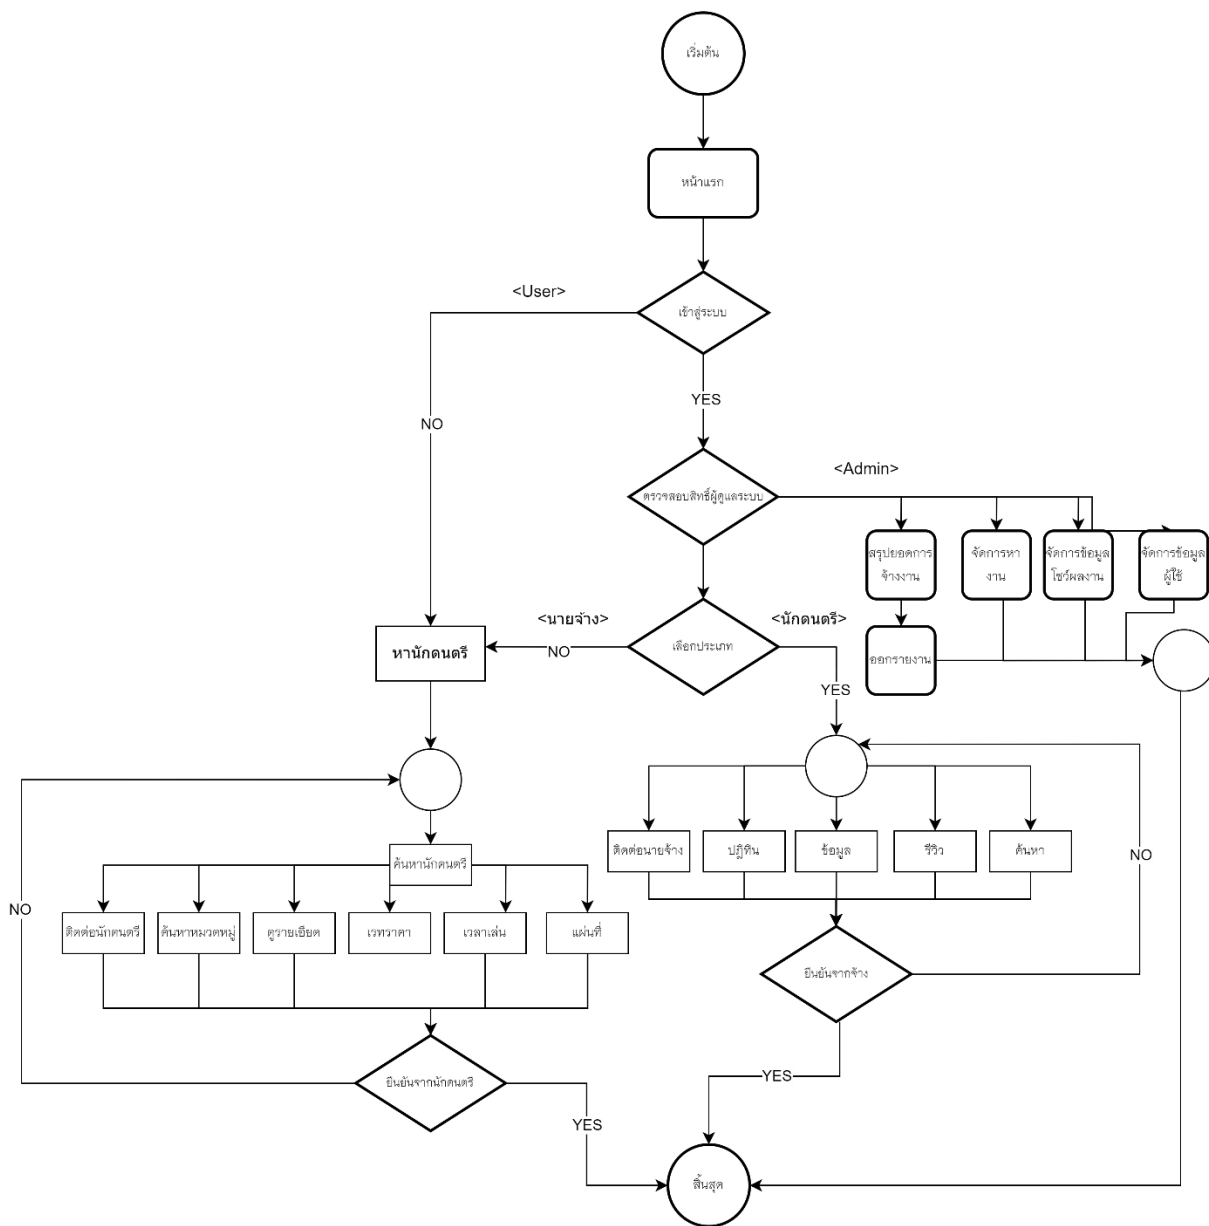 เริ่มต้น
หน้าแรก
<User>
เข้าสู่ระบบ
YES
NO
<Admin>
ตรวจสอบสิทธิ์ผู้ดูแลระบบ
สรุปยอดการ
จ้างงาน
จัดการหา
งาน
จัดการข้อมูล
โชว์ผลงาน
จัดการข้อมูล
ผู้ใช้
<นายจ้าง>
<นักดนตรี>
หานักดนตรี
NO
เลือกประเภท
ออกรายงาน
YES
ติดต่อนายจ้าง
ปฎิทิน
ข้อมูล
รีวิว
ค้นหา
NO
ค้นหานักดนตรี
NO
ติดต่อนักดนตรี
ค้นหาหมวดหมู่
ดูรายเอียด
เวทราคา
เวลาเล่น
แผ่นที่
ยืนยันจากจ้าง
YES
ยืนยันจากนักดนตรี
YES
สิ้นสุด